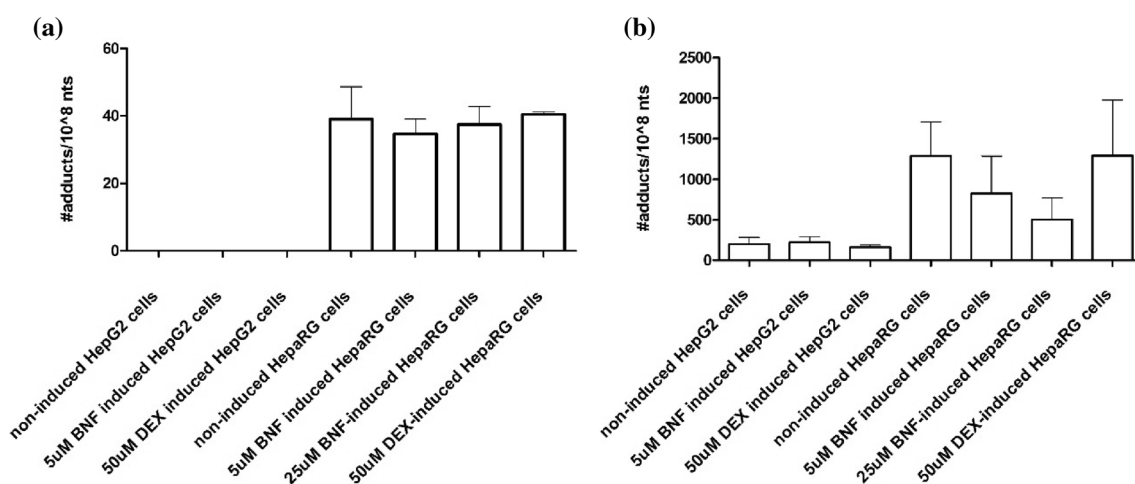 (a)
#adducts/10^8 nts
60
40
20
0
non-induced HepG2 cells
5uM BNF induced HepG2 cells
50uM DEX induced HepG2 cells
non-induced HepaRG cells
5uM BNF induced HepaRG cells
25uM BNF-induced HepaRG cells
50uM DEX-induced HepaRG cells
(b)
#adducts/10^8 nts
2500
2000
1500
1000
500
0
non-induced HepG2 cells
5uM BNF induced HepG2 cells
50uM DEX induced HepG2 cells
non-induced HepaRG cells
5uM BNF induced HepaRG cells
25uM BNF-induced HepaRG cells
50uM DEX-induced HepaRG cells